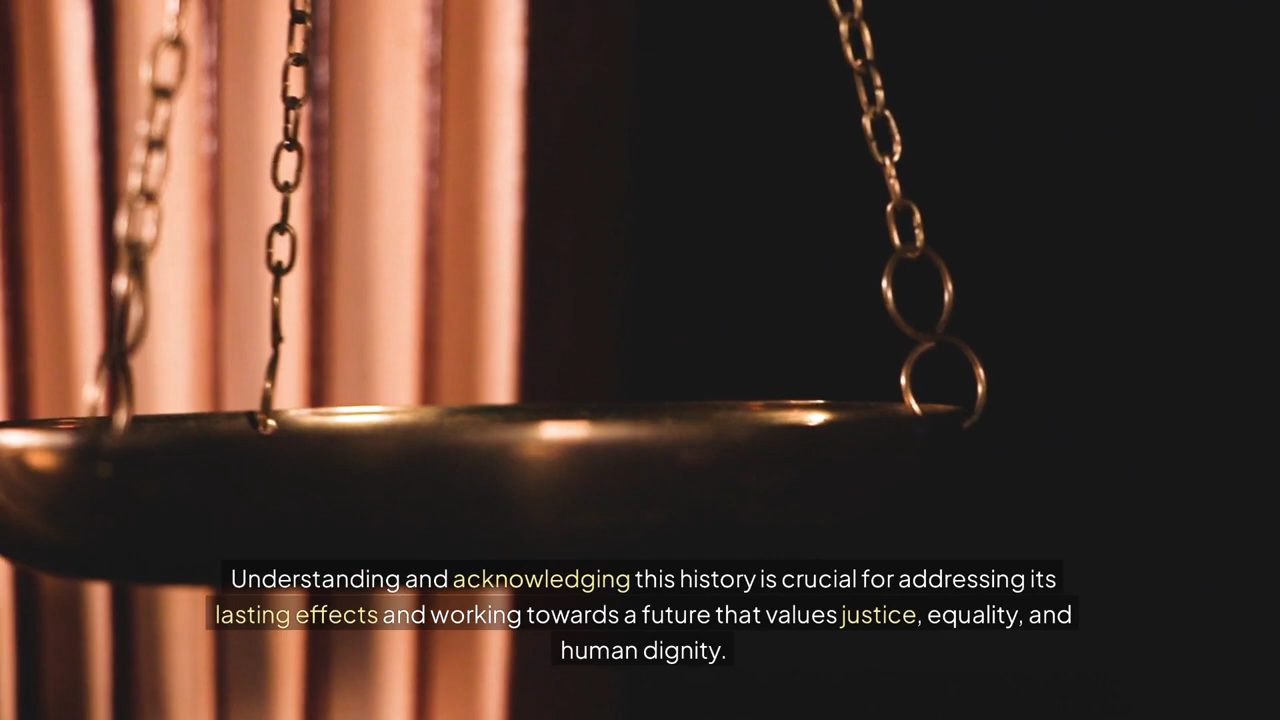 Understanding and acknowledging this history is crucial for addressing its
lasting effects and working towards a future that values justice, equality, and
human dignity.